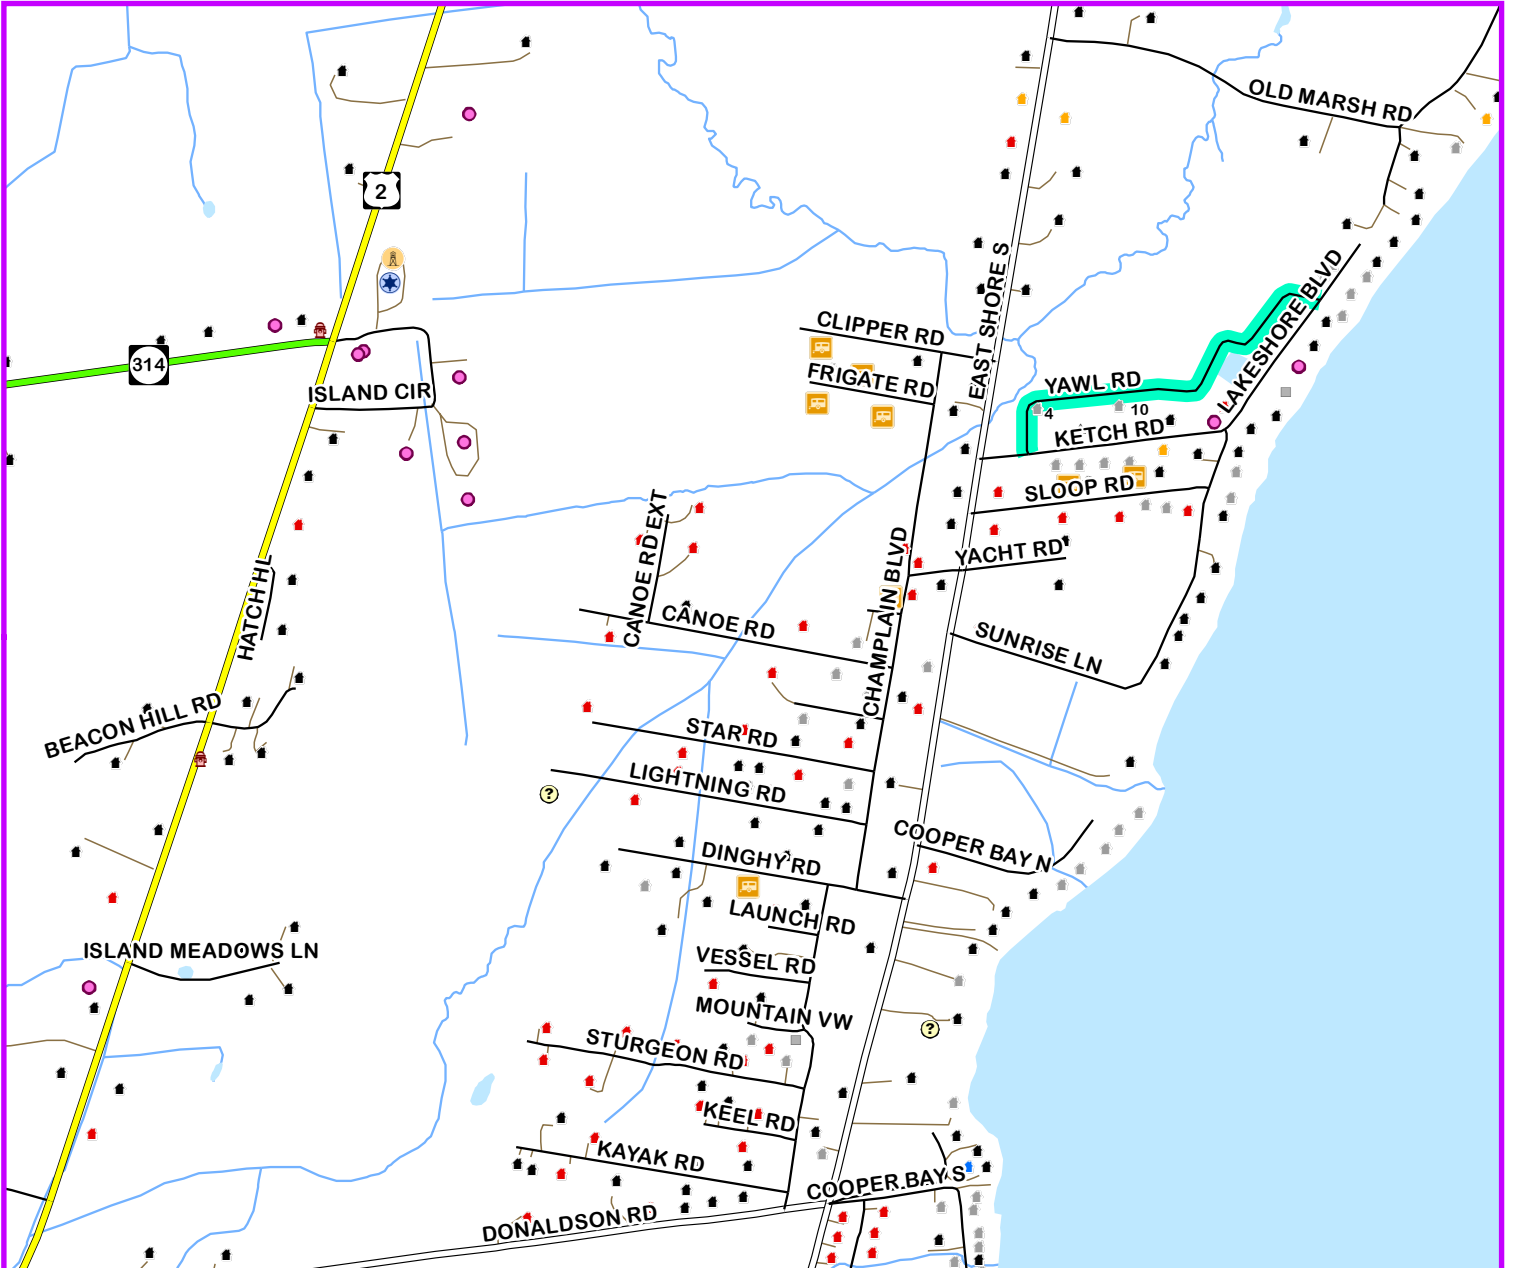 OLD MARSH RD
2
EAST SHORE S
LAKESHORE BLVD
CLIPPER RD
314
FRIGATE RD
YAWL RD
ISLAND CIR
4
10
KETCH RD
SLOOP RD
CANOE RD EXT
YACHT RD
HATCH HL
CHAMPLAIN BLVD
CANOE RD
SUNRISE LN
BEACON HILL RD
STAR RD
LIGHTNING RD
?
COOPER BAY N
DINGHY RD
LAUNCH RD
ISLAND MEADOWS LN
VESSEL RD
MOUNTAIN VW
?
STURGEON RD
KEEL RD
KAYAK RD
COOPER BAY S
DONALDSON RD